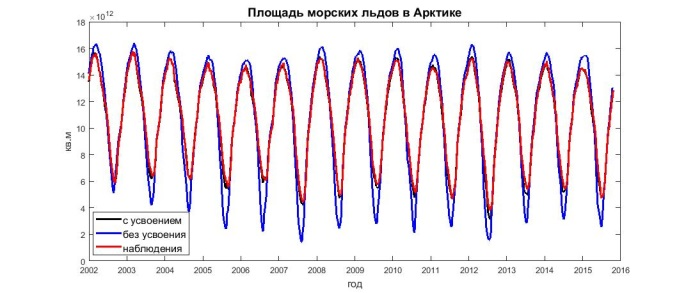 Площадь морских льдов в Арктике
×10¹²
18
16
14
12
10
8
6
4
2
0
кв.м
с усвоением
без усвоения
наблюдения
2002 2003 2004 2005 2006 2007 2008 2009 2010 2011 2012 2013 2014 2015 2016
год